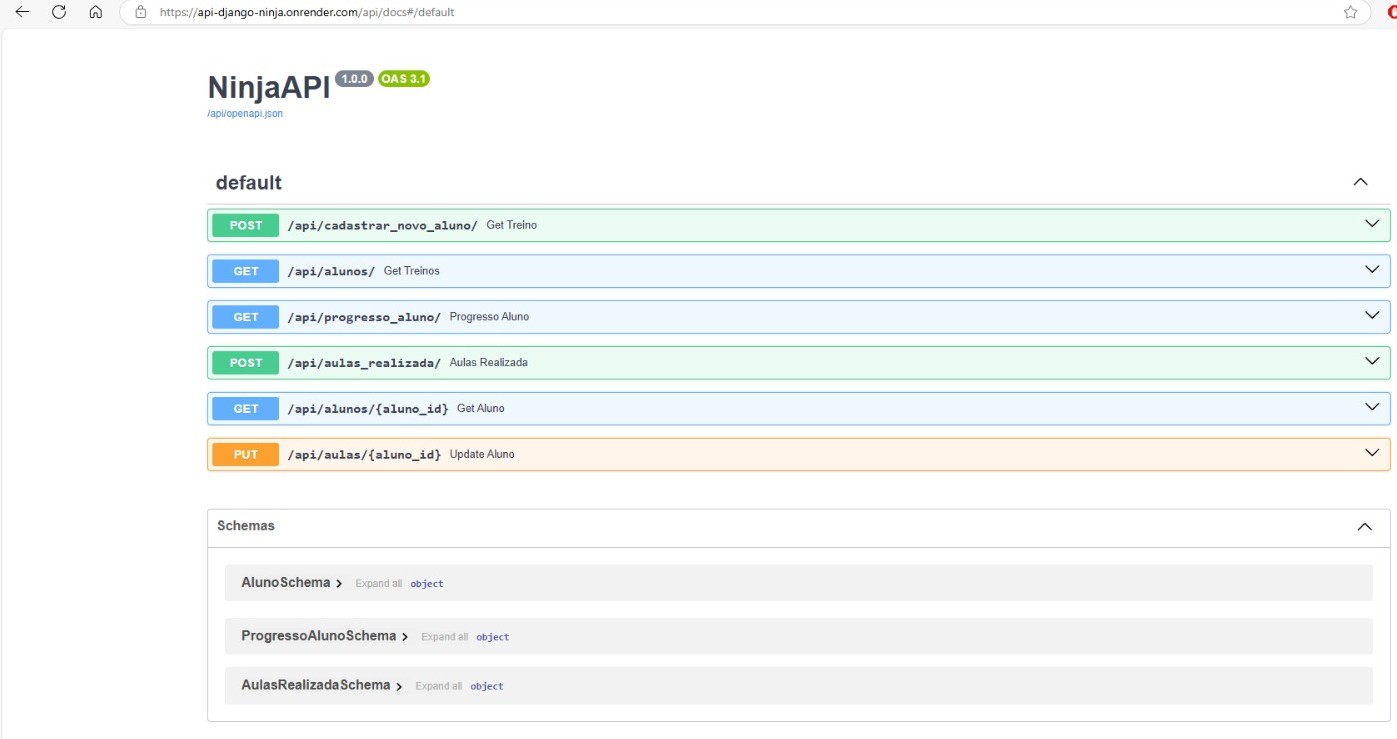 https://api-django-ninja.onrender.com/api/docs#/default
NinjaAPI 1.0.0 OAS 3.1
/api/openapi.json
default
POST /api/cadastrar_novo_aluno/ Get Treino
GET /api/alunos/ Get Treinos
GET /api/progresso_aluno/ Progresso Aluno
POST /api/aulas_realizada/ Aulas Realizada
GET /api/alunos/{aluno_id} Get Aluno
PUT /api/aulas/{aluno_id} Update Aluno
Schemas
AlunoSchema Expand all object
ProgressoAlunoSchema Expand all object
AulasRealizadaSchema Expand all object